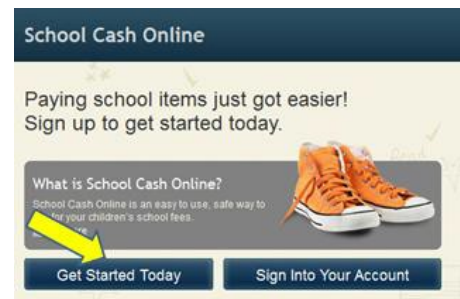 School Cash Online
Paying school items just got easier!
Sign up to get started today.
What is School Cash Online?
School Cash Online is an easy to use, safe way to
for your children's school fees.
Get Started Today
Sign Into Your Account